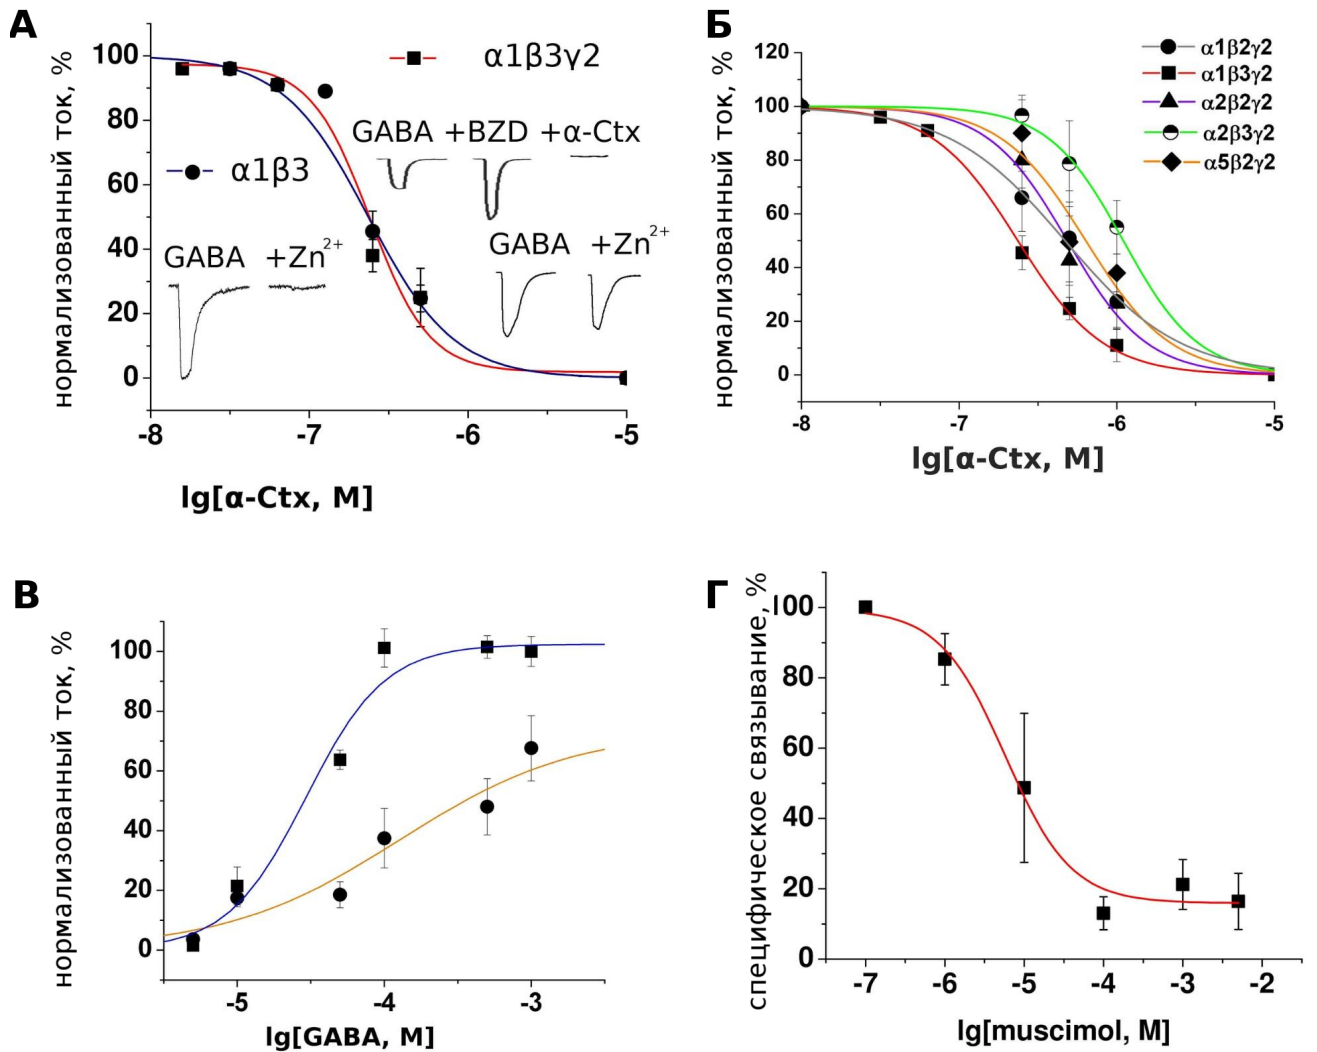 А
нормализованный ток, %
100
80
60
40
20
0
α1β3γ2
GABA +BZD +α-Ctx
α1β3
GABA +Zn2+
GABA +Zn2+
-8 -7 -6 -5
lg[α-Ctx, M]
Б
нормализованный ток, %
120
100
80
60
40
20
0
α1β2γ2
α1β3γ2
α2β2γ2
α2β3γ2
α5β2γ2
-8 -7 -6 -5
lg[α-Ctx, M]
В
нормализованный ток, %
100
80
60
40
20
0
-5 -4 -3
lg[GABA, M]
Г
специфическое связывание, %
100
80
60
40
20
0
-7 -6 -5 -4 -3 -2
lg[muscimol, M]